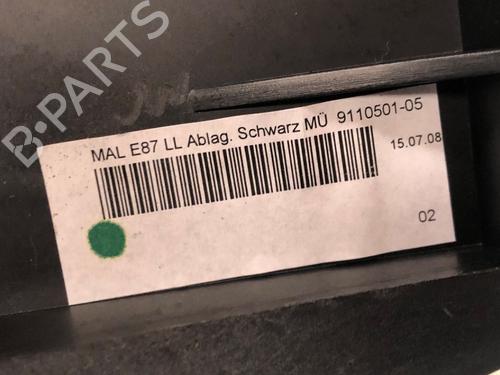 B-PARTS
MAL E87 LL Ablag. Schwarz MÜ 9110501-05
15.07.08
02